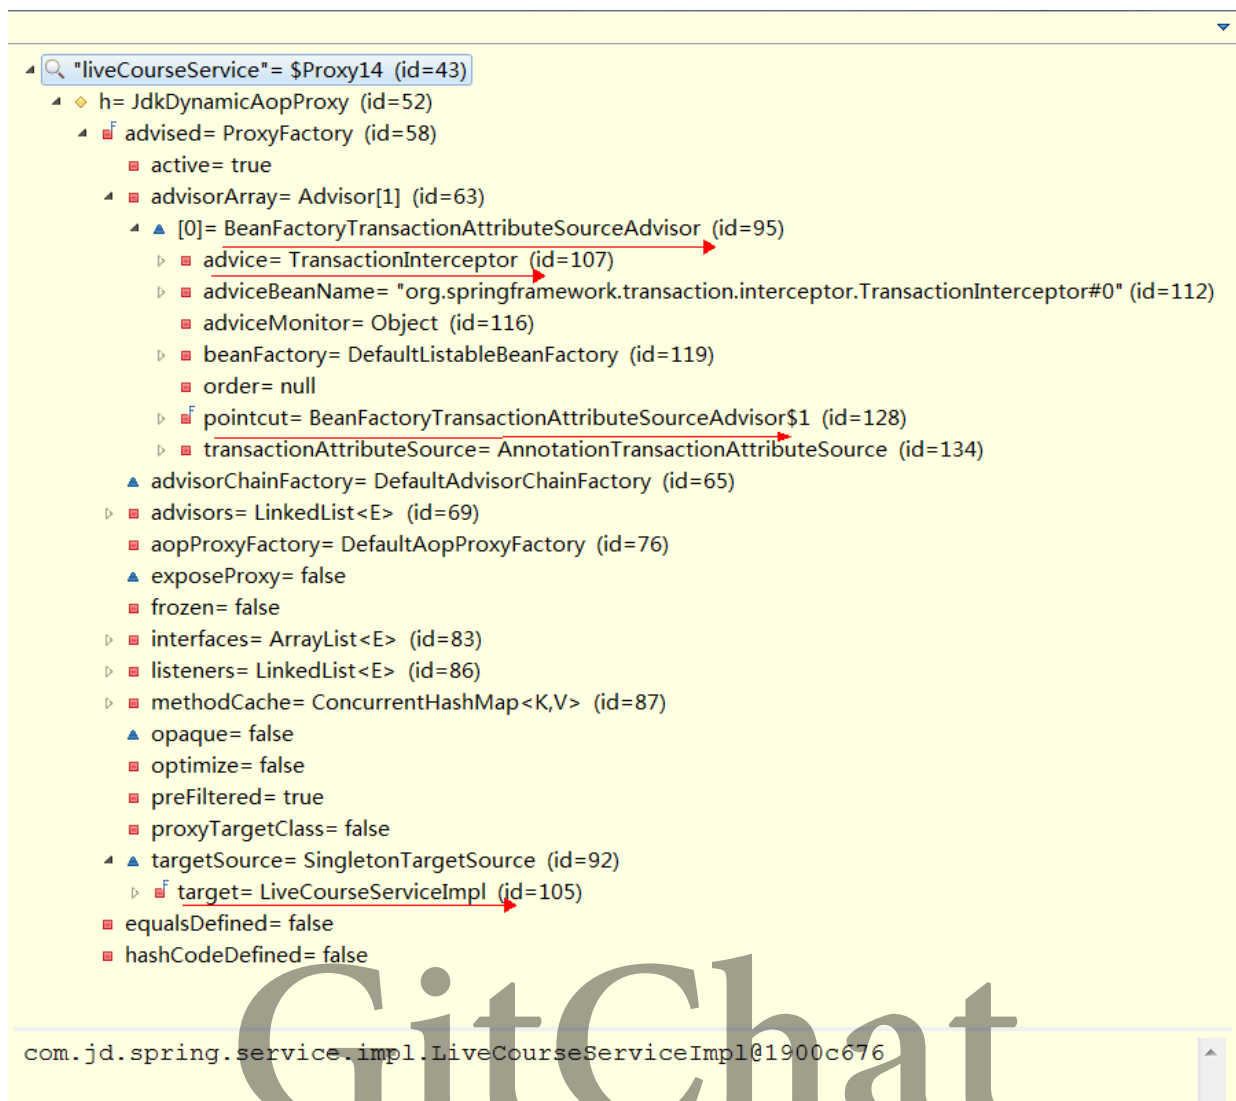 "liveCourseService"= $Proxy14 (id=43)
h= JdkDynamicAopProxy (id=52)
advised= ProxyFactory (id=58)
active= true
advisorArray= Advisor[1] (id=63)
[0]= BeanFactoryTransactionAttributeSourceAdvisor (id=95)
advice= TransactionInterceptor (id=107)
adviceBeanName= "org.springframework.transaction.interceptor.TransactionInterceptor#0" (id=112)
adviceMonitor= Object (id=116)
beanFactory= DefaultListableBeanFactory (id=119)
order= null
pointcut= BeanFactoryTransactionAttributeSourceAdvisor$1 (id=128)
transactionAttributeSource= AnnotationTransactionAttributeSource (id=134)
advisorChainFactory= DefaultAdvisorChainFactory (id=65)
advisors= LinkedList<E> (id=69)
aopProxyFactory= DefaultAopProxyFactory (id=76)
exposeProxy= false
frozen= false
interfaces= ArrayList<E> (id=83)
listeners= LinkedList<E> (id=86)
methodCache= ConcurrentHashMap<K,V> (id=87)
opaque= false
optimize= false
preFiltered= true
proxyTargetClass= false
targetSource= SingletonTargetSource (id=92)
target= LiveCourseServiceImpl (id=105)
equalsDefined= false
hashCodeDefined= false
GitChat
com.jd.spring.service.impl.LiveCourseServiceImpl@1900c676